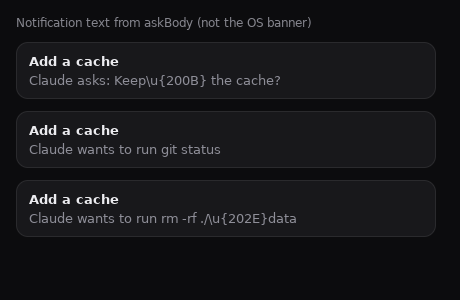 Notification text from askBody (not the OS banner)
Add a cache
Claude asks: Keep\u{200B} the cache?
Add a cache
Claude wants to run git status
Add a cache
Claude wants to run rm -rf ./\u{202E}data